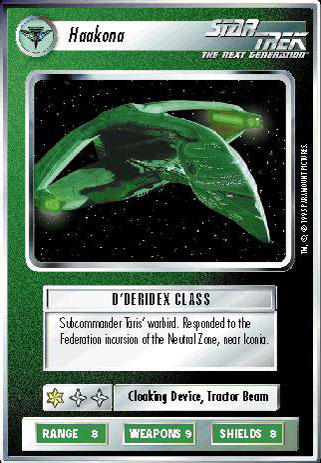 Haakona
STAR TREK
THE NEXT GENERATION
TM, ®, © 1995 PARAMOUNT PICTURES.
D'DERIDEX CLASS
Subcommander Taris' warbird. Responded to the
Federation incursion of the Neutral Zone, near Iconia.
Cloaking Device, Tractor Beam
RANGE 8 WEAPONS 9 SHIELDS 8